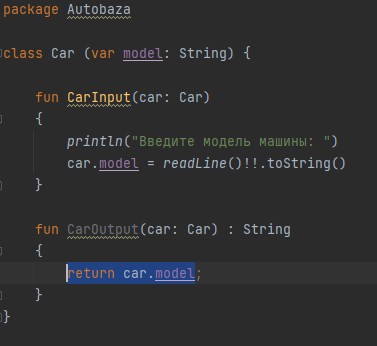 package Autobaza
class Car (var model: String) {
fun CarInput(car: Car)
{
println("Введите модель машины: ")
car.model = readLine()!!.toString()
}
fun CarOutput(car: Car) : String
{
return car.model;
}
}